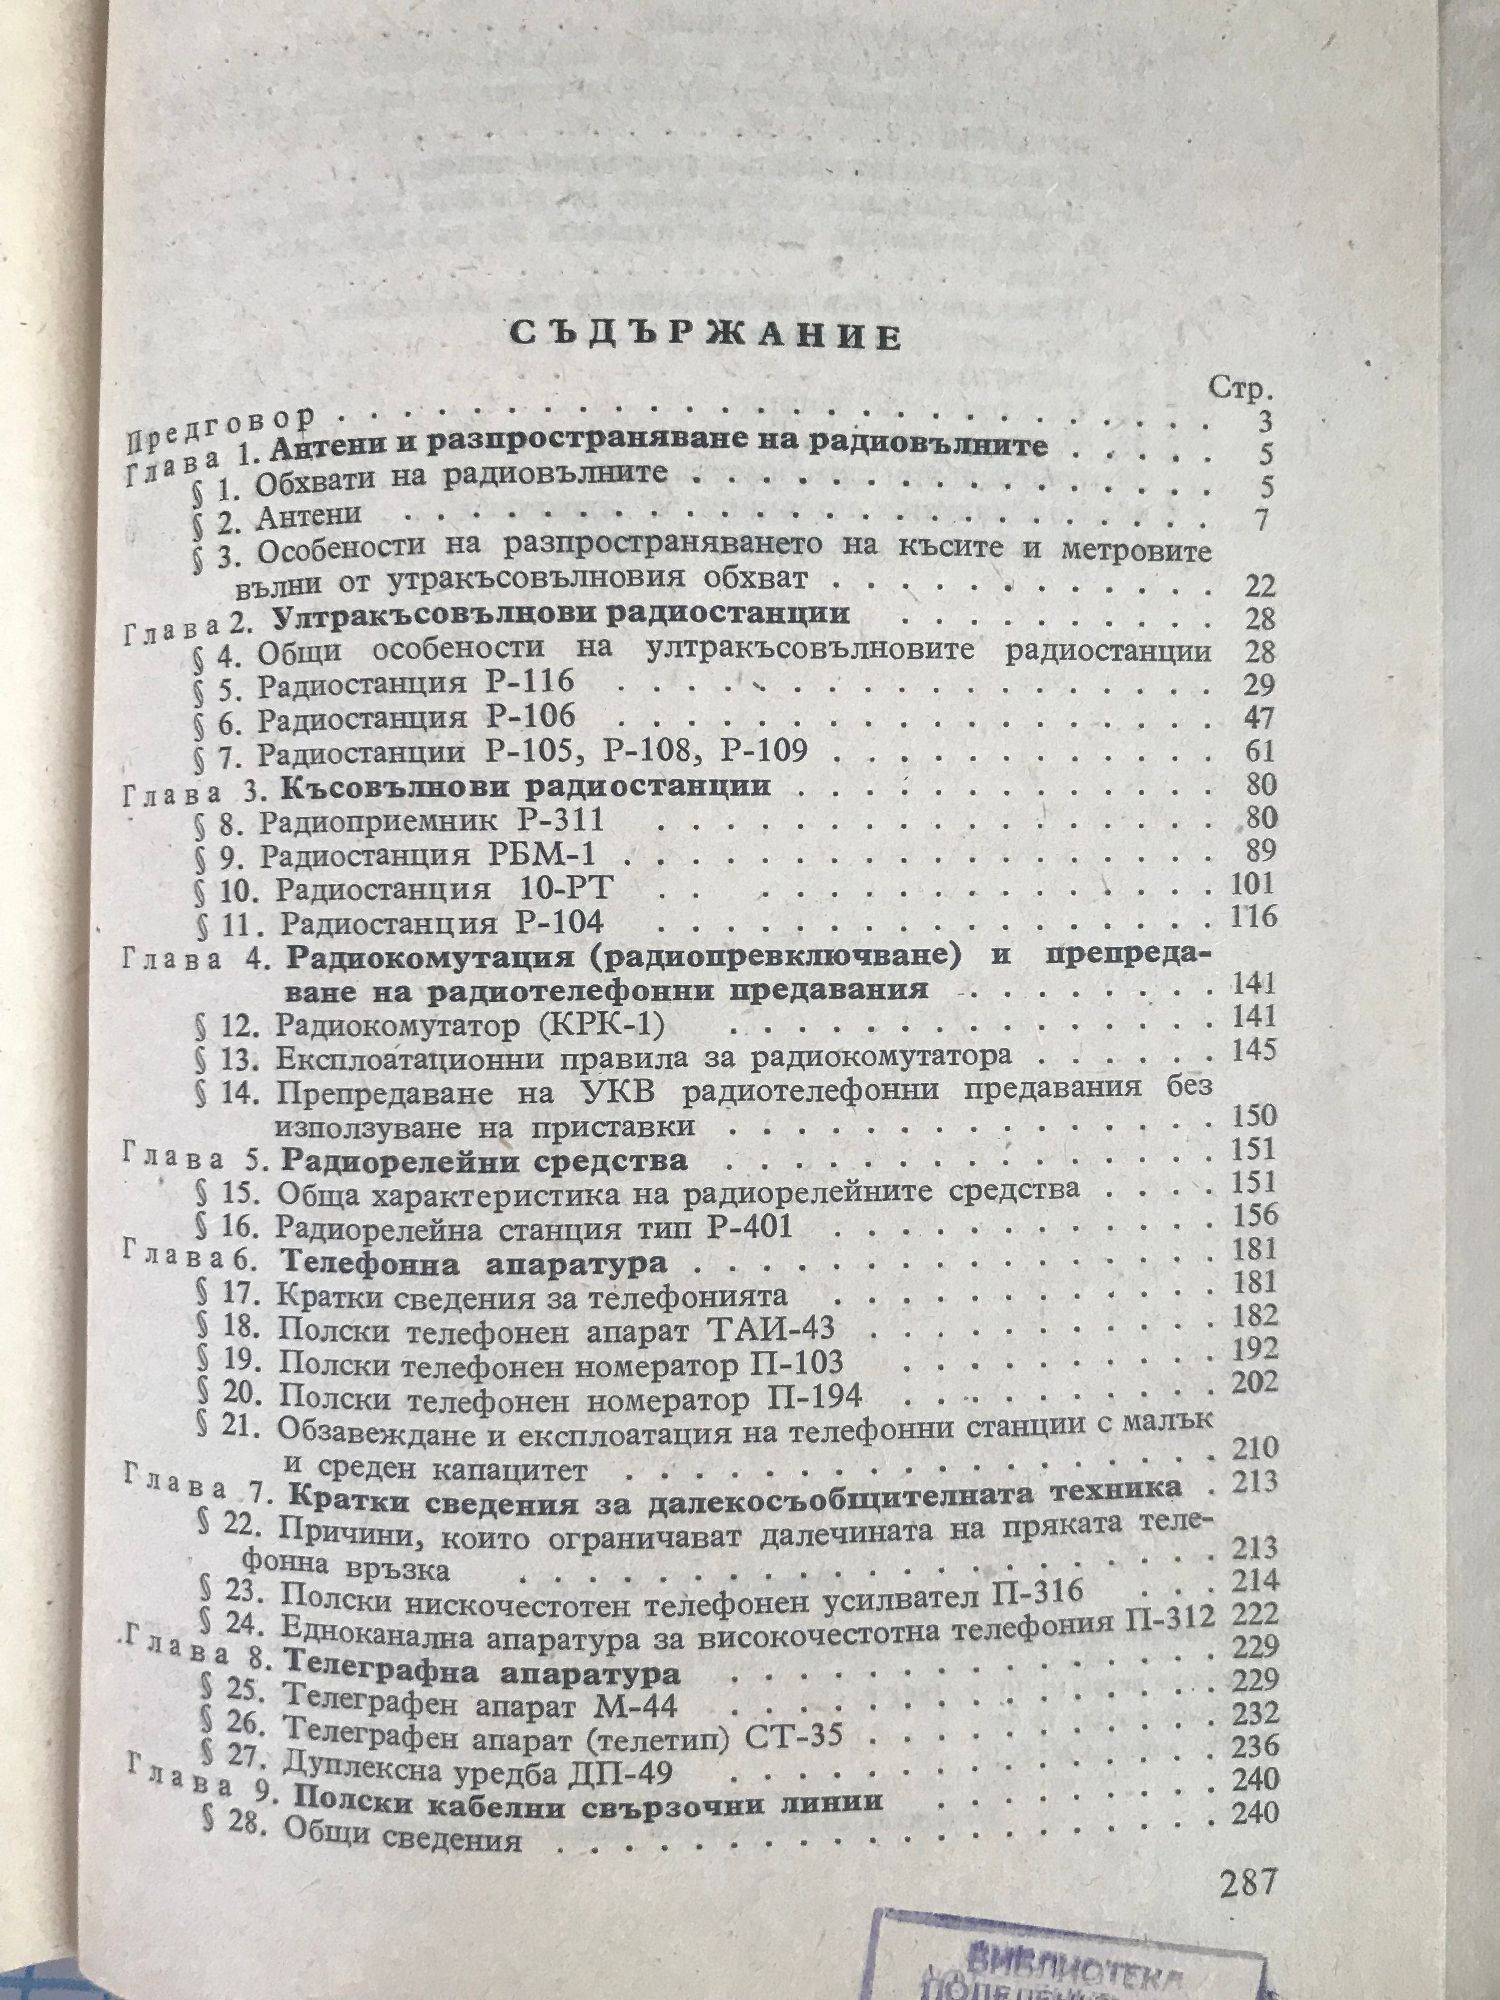 СЪДЪРЖАНИЕ
Стр.
Предговор . . . . . . . . . . . . . . . . . . . . 3
Глава 1. Антени и разпространяване на радиовълните . . . . . 5
§ 1. Обхвати на радиовълните . . . . . . . . . . . . . . . 5
§ 2. Антени . . . . . . . . . . . . . . . . . . . . 7
§ 3. Особености на разпространяването на късите и метровите
вълни от утракъсовълновия обхват . . . . . . . . . . . 22
Глава 2. Ултракъсовълнови радиостанции . . . . . . . . . 28
§ 4. Общи особености на ултракъсовълновите радиостанции 28
§ 5. Радиостанция Р-116 . . . . . . . . . . . . . . . . 29
§ 6. Радиостанция Р-106 . . . . . . . . . . . . . . . . 47
§ 7. Радиостанции Р-105, Р-108, Р-109 . . . . . . . . . . . 61
Глава 3. Късовълнови радиостанции . . . . . . . . . . . . 80
§ 8. Радиоприемник Р-311 . . . . . . . . . . . . . . . 80
§ 9. Радиостанция РБМ-1 . . . . . . . . . . . . . . . . 89
§ 10. Радиостанция 10-РТ . . . . . . . . . . . . . . . 101
§ 11. Радиостанция Р-104 . . . . . . . . . . . . . . . 116
Глава 4. Радиокомутация (радиопревключване) и препреда-
ване на радиотелефонни предавания . . . . . . . . 141
§ 12. Радиокомутатор (КРК-1) . . . . . . . . . . . . . 141
§ 13. Експлоатационни правила за радиокомутатора . . . . . . 145
§ 14. Препредаване на УКВ радиотелефонни предавания без
използуване на приставки . . . . . . . . . . . . . . 150
Глава 5. Радиорелейни средства . . . . . . . . . . . . . . 151
§ 15. Обща характеристика на радиорелейните средства . . . . 151
§ 16. Радиорелейна станция тип Р-401 . . . . . . . . . . . 156
Глава 6. Телефонна апаратура . . . . . . . . . . . . . . . 181
§ 17. Кратки сведения за телефонията . . . . . . . . . . . 181
§ 18. Полски телефонен апарат ТАИ-43 . . . . . . . . . . 182
§ 19. Полски телефонен номератор П-103 . . . . . . . . . 192
§ 20. Полски телефонен номератор П-194 . . . . . . . . . 202
§ 21. Обзавеждане и експлоатация на телефонни станции с малък
и среден капацитет . . . . . . . . . . . . . . . . 210
Глава 7. Кратки сведения за далекосъобщителната техника . 213
§ 22. Причини, които ограничават далечината на пряката теле-
фонна връзка . . . . . . . . . . . . . . . . . . 213
§ 23. Полски нискочестотен телефонен усилвател П-316 . . . 214
§ 24. Едноканална апаратура за високочестотна телефония П-312 222
Глава 8. Телеграфна апаратура . . . . . . . . . . . . . . 229
§ 25. Телеграфен апарат М-44 . . . . . . . . . . . . . . 229
§ 26. Телеграфен апарат (телетип) СТ-35 . . . . . . . . . . 232
§ 27. Дуплексна уредба ДП-49 . . . . . . . . . . . . . . 236
Глава 9. Полски кабелни свързочни линии . . . . . . . . 240
§ 28. Общи сведения . . . . . . . . . . . . . . . . . . 240
287
БИБЛИОТЕКА